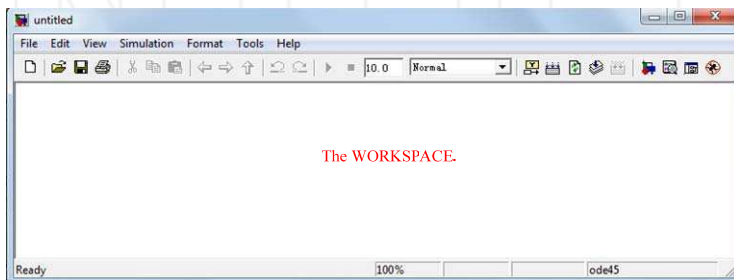 untitled
File Edit View Simulation Format Tools Help
10.0 Normal
The WORKSPACE.
Ready 100% ode45